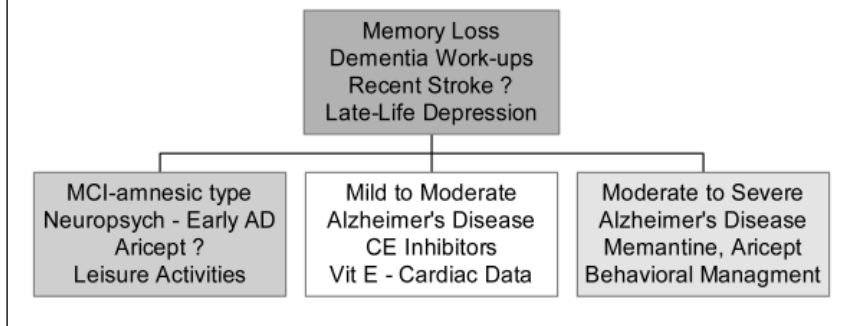 Memory Loss
Dementia Work-ups
Recent Stroke ?
Late-Life Depression
MCI-amnesic type
Neuropsych - Early AD
Aricept ?
Leisure Activities
Mild to Moderate
Alzheimer's Disease
CE Inhibitors
Vit E - Cardiac Data
Moderate to Severe
Alzheimer's Disease
Memantine, Aricept
Behavioral Managment